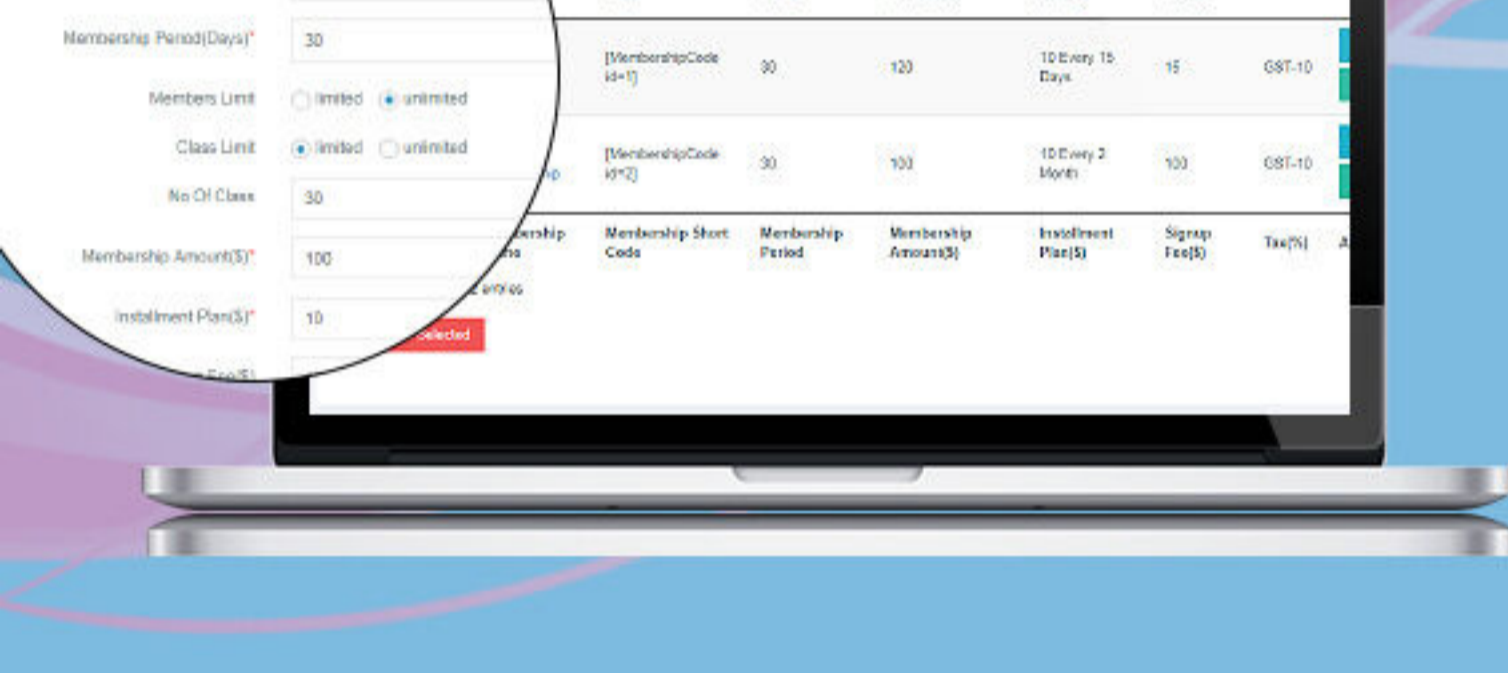 Membership Period(Days)*
30
Members Limit
limited unlimited
Class Limit
limited unlimited
No Of Class
30
Membership Amount($)*
100
Installment Plan($)*
10
Fee($)
[MembershipCode
id=1]
30
120
10 Every 15
Days
15
GST-10
[MembershipCode
id=2]
30
100
10 Every 2
Month
100
GST-10
Membership Short
Code
Membership
Period
Membership
Amount($)
Installment
Plan($)
Signup
Fee($)
Tax(%)
2 entries
Selected